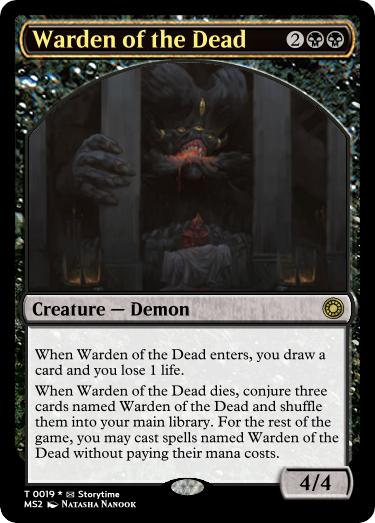 Warden of the Dead 2
Creature — Demon
When Warden of the Dead enters, you draw a
card and you lose 1 life.
When Warden of the Dead dies, conjure three
cards named Warden of the Dead and shuffle
them into your main library. For the rest of the
game, you may cast spells named Warden of the
Dead without paying their mana costs.
4/4
T 0019 * Storytime
MS2 Natasha Nanook